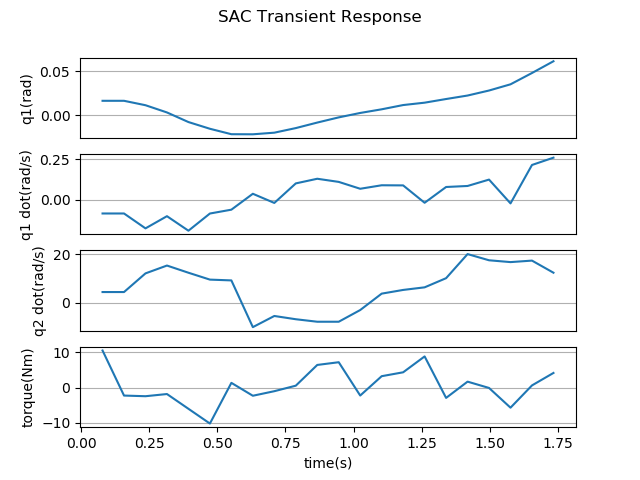 SAC Transient Response
q1(rad)
0.05
0.00
q1 dot(rad/s)
0.25
0.00
q2 dot(rad/s)
20
0
torque(Nm)
10
0
−10
0.00 0.25 0.50 0.75 1.00 1.25 1.50 1.75
time(s)